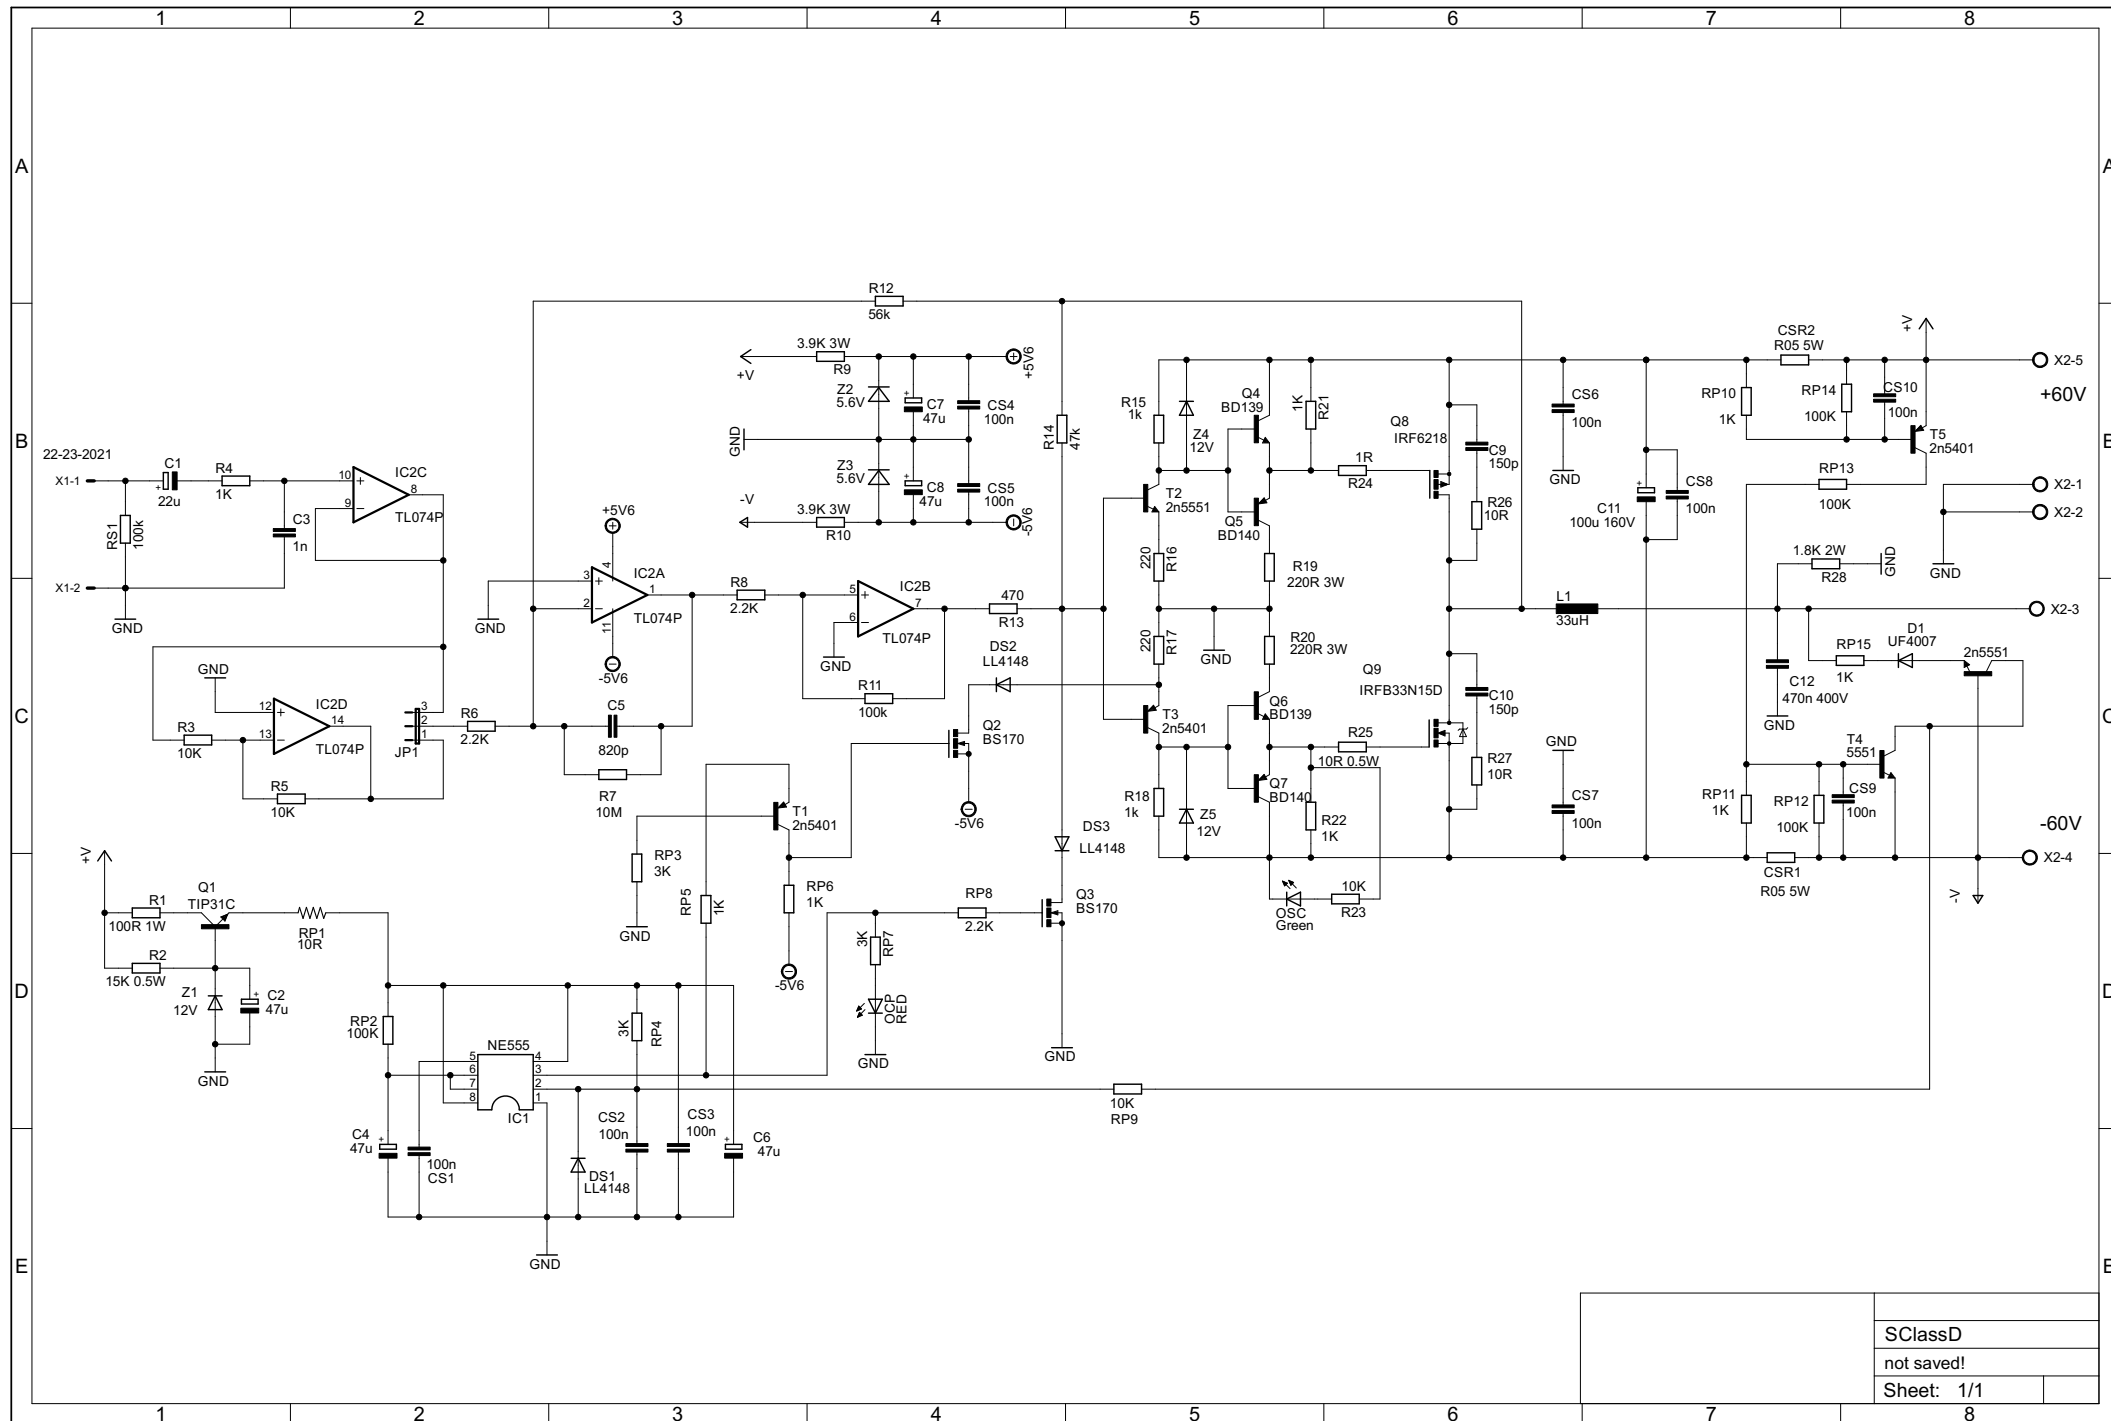 1 2 3 4 5 6 7 8
A
A
R12
56k
3.9K 3W
R9
+V
Z2
5.6V
C7
47u
CS4
100n
+5V6
GND
Z3
5.6V
C8
47u
CS5
100n
-V
3.9K 3W
R10
-5V6
R14
47k
B
B
22-23-2021
X1-1
C1
22u
R4
1K
RS1
100k
C3
1n
X1-2
GND
10
9
8
IC2C
TL074P
+5V6
3
2
4
11
1
IC2A
TL074P
-5V6
GND
R8
2.2K
5
6
7
IC2B
TL074P
GND
R11
100k
470
R13
DS2
LL4148
R15
1k
Z4
12V
Q4
BD139
1K
R21
T2
2n5551
Q5
BD140
1R
R24
Q8
IRF6218
C9
150p
R26
10R
220
R16
R19
220R 3W
220
R17
GND
R20
220R 3W
CS6
100n
GND
C11
100u 160V
CS8
100n
CSR2
R05 5W
RP10
1K
RP14
100K
CS10
100n
+V
T5
2n5401
RP13
100K
X2-5
+60V
X2-1
X2-2
GND
1.8K 2W
R28
GND
L1
33uH
X2-3
C
C
GND
12
13
14
IC2D
TL074P
R3
10K
R5
10K
3
2
1
JP1
R6
2.2K
C5
820p
R7
10M
Q2
BS170
-5V6
T1
2n5401
T3
2n5401
Q6
BD139
Q7
BD140
R18
1k
Z5
12V
R22
1K
R25
10R 0.5W
Q9
IRFB33N15D
C10
150p
R27
10R
GND
CS7
100n
C12
470n 400V
GND
RP15
1K
D1
UF4007
2n5551
T4
5551
RP11
1K
RP12
100K
CS9
100n
-60V
X2-4
CSR1
R05 5W
-V
D
D
+V
R1
100R 1W
Q1
TIP31C
RP1
10R
R2
15K 0.5W
Z1
12V
C2
47u
GND
RP3
3K
GND
RP5
1K
RP6
1K
-5V6
RP8
2.2K
3K
RP7
OCP
RED
GND
DS3
LL4148
Q3
BS170
GND
OSC
Green
10K
R23
RP2
100K
NE555
5
6
7
8
4
3
2
1
IC1
3K
RP4
10K
RP9
C4
47u
100n
CS1
DS1
LL4148
CS2
100n
CS3
100n
C6
47u
GND
E
E
SClassD
not saved!
Sheet: 1/1
1 2 3 4 5 6 7 8